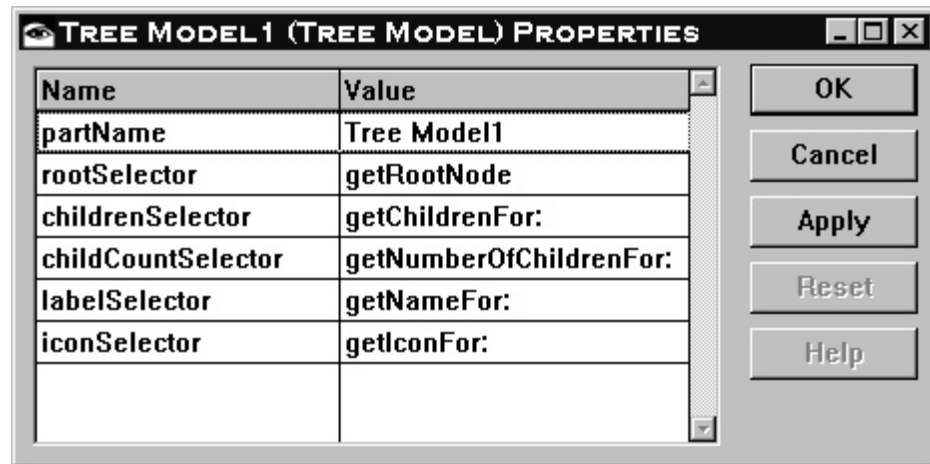 Tree Model1 (Tree Model) Properties
Name Value
partName Tree Model1
rootSelector getRootNode
childrenSelector getChildrenFor:
childCountSelector getNumberOfChildrenFor:
labelSelector getNameFor:
iconSelector getIconFor:
OK
Cancel
Apply
Reset
Help